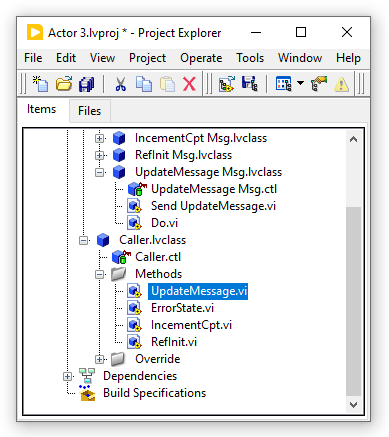 Actor 3.lvproj * - Project Explorer
File Edit View Project Operate Tools Window Help
Items Files
IncementCpt Msg.lvclass
RefInit Msg.lvclass
UpdateMessage Msg.lvclass
UpdateMessage Msg.ctl
Send UpdateMessage.vi
Do.vi
Caller.lvclass
Caller.ctl
Methods
UpdateMessage.vi
ErrorState.vi
IncementCpt.vi
RefInit.vi
Override
Dependencies
Build Specifications